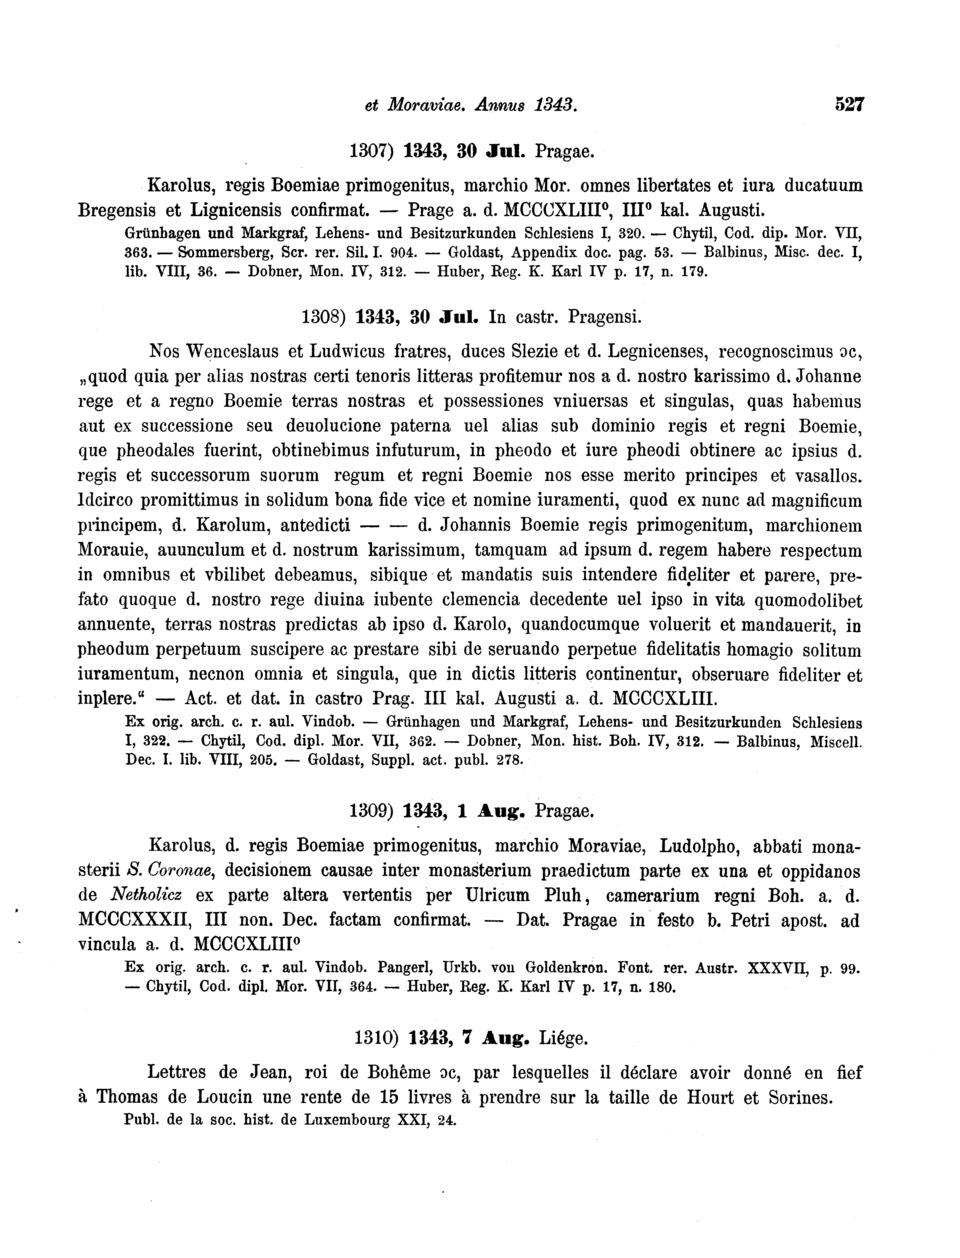 et Moraviae. Annus 1343. 527
1307) 1343, 30 Jul. Pragae.
Karolus, regis Boemiae primogenitus, marchio Mor. omnes libertates et iura ducatuum
Bregensis et Lignicensis confirmat. — Prage a. d. MCCCXLIII⁰, III⁰ kal. Augusti.
Grünhagen und Markgraf, Lehens- und Besitzurkunden Schlesiens I, 320. — Chytil, Cod. dip. Mor. VII,
363. — Sommersberg, Scr. rer. Sil. I. 904. — Goldast, Appendix doc. pag. 53. — Balbinus, Misc. dec. I,
lib. VIII, 36. — Dobner, Mon. IV, 312. — Huber, Reg. K. Karl IV p. 17, n. 179.
1308) 1343, 30 Jul. In castr. Pragensi.
Nos Wenceslaus et Ludwicus fratres, duces Slezie et d. Legnicenses, recognoscimus ɔc,
„quod quia per alias nostras certi tenoris litteras profitemur nos a d. nostro karissimo d. Johanne
rege et a regno Boemie terras nostras et possessiones vniuersas et singulas, quas habemus
aut ex successione seu deuolucione paterna uel alias sub dominio regis et regni Boemie,
que pheodales fuerint, obtinebimus infuturum, in pheodo et iure pheodi obtinere ac ipsius d.
regis et successorum suorum regum et regni Boemie nos esse merito principes et vasallos.
Idcirco promittimus in solidum bona fide vice et nomine iuramenti, quod ex nunc ad magnificum
principem, d. Karolum, antedicti — — d. Johannis Boemie regis primogenitum, marchionem
Morauie, auunculum et d. nostrum karissimum, tamquam ad ipsum d. regem habere respectum
in omnibus et vbilibet debeamus, sibique et mandatis suis intendere fideliter et parere, pre-
fato quoque d. nostro rege diuina iubente clemencia decedente uel ipso in vita quomodolibet
annuente, terras nostras predictas ab ipso d. Karolo, quandocumque voluerit et mandauerit, in
pheodum perpetuum suscipere ac prestare sibi de seruando perpetue fidelitatis homagio solitum
iuramentum, necnon omnia et singula, que in dictis litteris continentur, obseruare fideliter et
inplere.“ — Act. et dat. in castro Prag. III kal. Augusti a. d. MCCCXLIII.
Ex orig. arch. c. r. aul. Vindob. — Grünhagen und Markgraf, Lehens- und Besitzurkunden Schlesiens
I, 322. — Chytil, Cod. dipl. Mor. VII, 362. — Dobner, Mon. hist. Boh. IV, 312. — Balbinus, Miscell.
Dec. I. lib. VIII, 205. — Goldast, Suppl. act. publ. 278.
1309) 1343, 1 Aug. Pragae.
Karolus, d. regis Boemiae primogenitus, marchio Moraviae, Ludolpho, abbati mona-
sterii S. Coronae, decisionem causae inter monasterium praedictum parte ex una et oppidanos
de Netholicz ex parte altera vertentis per Ulricum Pluh, camerarium regni Boh. a. d.
MCCCXXXII, III non. Dec. factam confirmat. — Dat. Pragae in festo b. Petri apost. ad
vincula a. d. MCCCXLIII⁰
Ex orig. arch. c. r. aul. Vindob. Pangerl, Urkb. von Goldenkron. Font. rer. Austr. XXXVII, p. 99.
— Chytil, Cod. dipl. Mor. VII, 364. — Huber, Reg. K. Karl IV p. 17, n. 180.
1310) 1343, 7 Aug. Liége.
Lettres de Jean, roi de Bohême ɔc, par lesquelles il déclare avoir donné en fief
à Thomas de Loucin une rente de 15 livres à prendre sur la taille de Hourt et Sorines.
Publ. de la soc. hist. de Luxembourg XXI, 24.